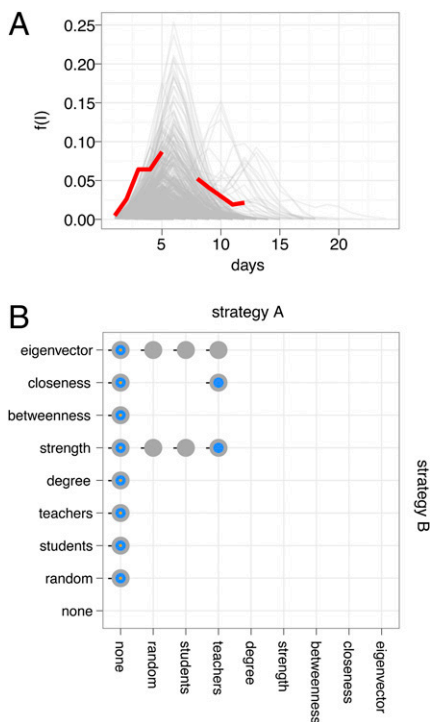 A
0.25
0.20
0.15
0.10
0.05
0.00
f(I)
5 10 15 20
days
B
strategy A
eigenvector
closeness
betweenness
strength
degree
teachers
students
random
none
strategy B
none
random
students
teachers
degree
strength
betweenness
closeness
eigenvector